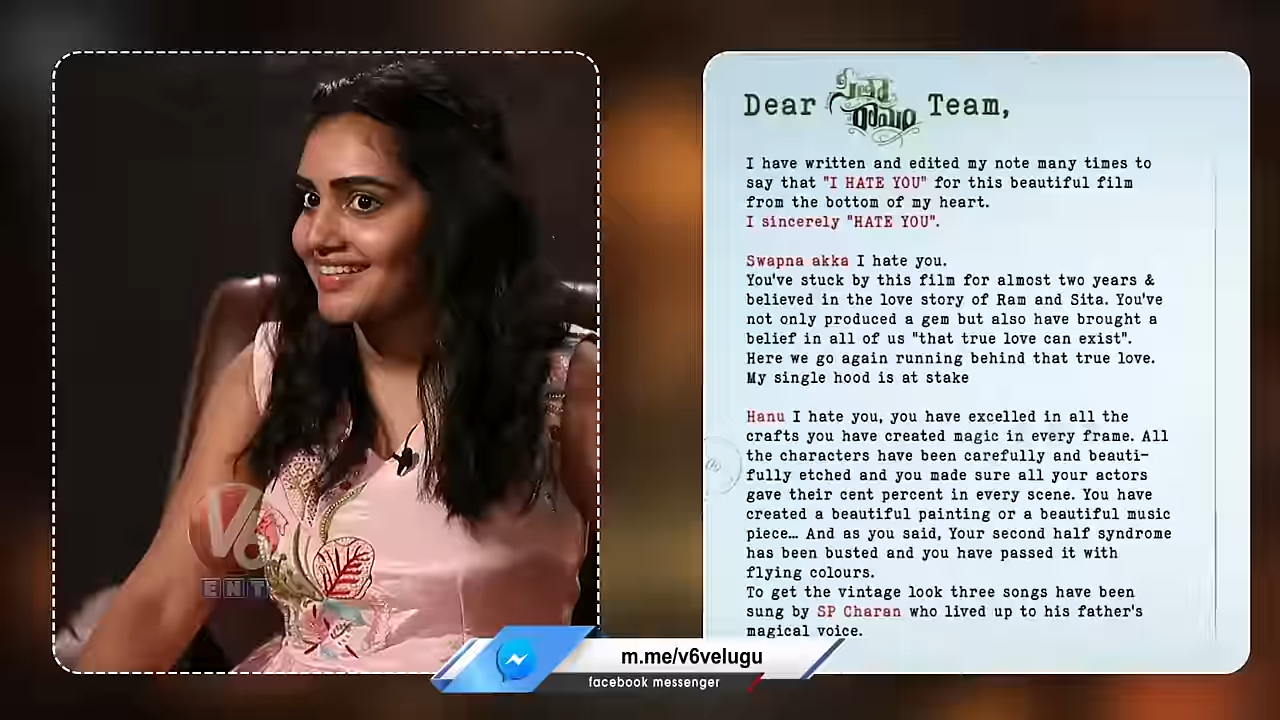 Dear Team,
I have written and edited my note many times to
say that "I HATE YOU" for this beautiful film
from the bottom of my heart.
I sincerely "HATE YOU".
Swapna akka I hate you.
You've stuck by this film for almost two years &
believed in the love story of Ram and Sita. You've
not only produced a gem but also have brought a
belief in all of us "that true love can exist".
Here we go again running behind that true love.
My single hood is at stake
Hanu I hate you, you have excelled in all the
crafts you have created magic in every frame. All
the characters have been carefully and beauti-
fully etched and you made sure all your actors
gave their cent percent in every scene. You have
created a beautiful painting or a beautiful music
piece… And as you said, Your second half syndrome
has been busted and you have passed it with
flying colours.
To get the vintage look three songs have been
sung by SP Charan who lived up to his father's
magical voice.
V6
ENT
m.me/v6velugu
facebook messenger